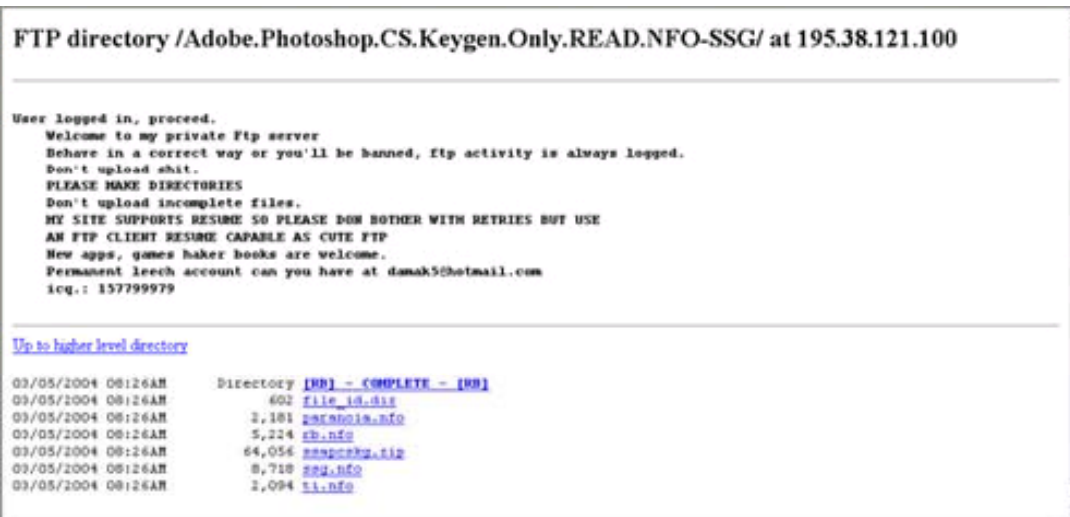 FTP directory /Adobe.Photoshop.CS.Keygen.Only.READ.NFO-SSG/ at 195.38.121.100
User logged in, proceed.
Welcome to my private Ftp server
Behave in a correct way or you'll be banned, ftp activity is always logged.
Don't upload shit.
PLEASE MAKE DIRECTORIES
Don't upload incomplete files.
MY SITE SUPPORTS RESUME SO PLEASE DON BOTHER WITH RETRIES BUT USE
AN FTP CLIENT RESUME CAPABLE AS CUTE FTP
New apps, games haker books are welcome.
Permanent leech account can you have at damak5@hotmail.com
icq.: 157799979
Up to higher level directory
03/05/2004 08:26AM Directory [RB] - COMPLETE - [RB]
03/05/2004 08:26AM 602 file_id.diz
03/05/2004 08:26AM 2,181 paranoia.nfo
03/05/2004 08:26AM 5,224 rb.nfo
03/05/2004 08:26AM 64,056
03/05/2004 08:26AM 8,718 ssg.nfo
03/05/2004 08:26AM 2,094 ti.nfo